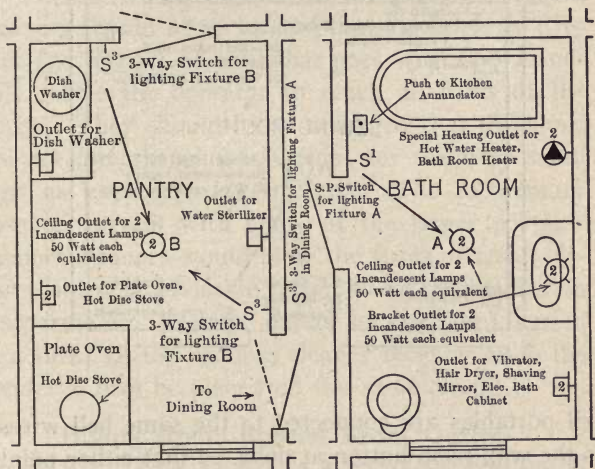 S3
3-Way Switch for
lighting Fixture B
Dish
Washer
Outlet for
Dish Washer
PANTRY
Ceiling Outlet for 2
Incandescent Lamps
50 Watt each
equivalent
2
B
Outlet for
Water Sterilizer
2
Outlet for Plate Oven,
Hot Disc Stove
S3
3-Way Switch
for lighting
Fixture B
Plate Oven
Hot Disc Stove
To
Dining Room
S1 3-Way Switch for lighting Fixture A
in Dining Room
Push to Kitchen
Annunciator
Special Heating Outlet for
Hot Water Heater,
Bath Room Heater
2
S1
S.P. Switch
for lighting
Fixture A
BATH ROOM
A
2
2
Ceiling Outlet for 2
Incandescent Lamps
50 Watt each equivalent
Bracket Outlet for 2
Incandescent Lamps
50 Watt each equivalent
Outlet for Vibrator,
Hair Dryer, Shaving
Mirror, Elec. Bath
Cabinet
2